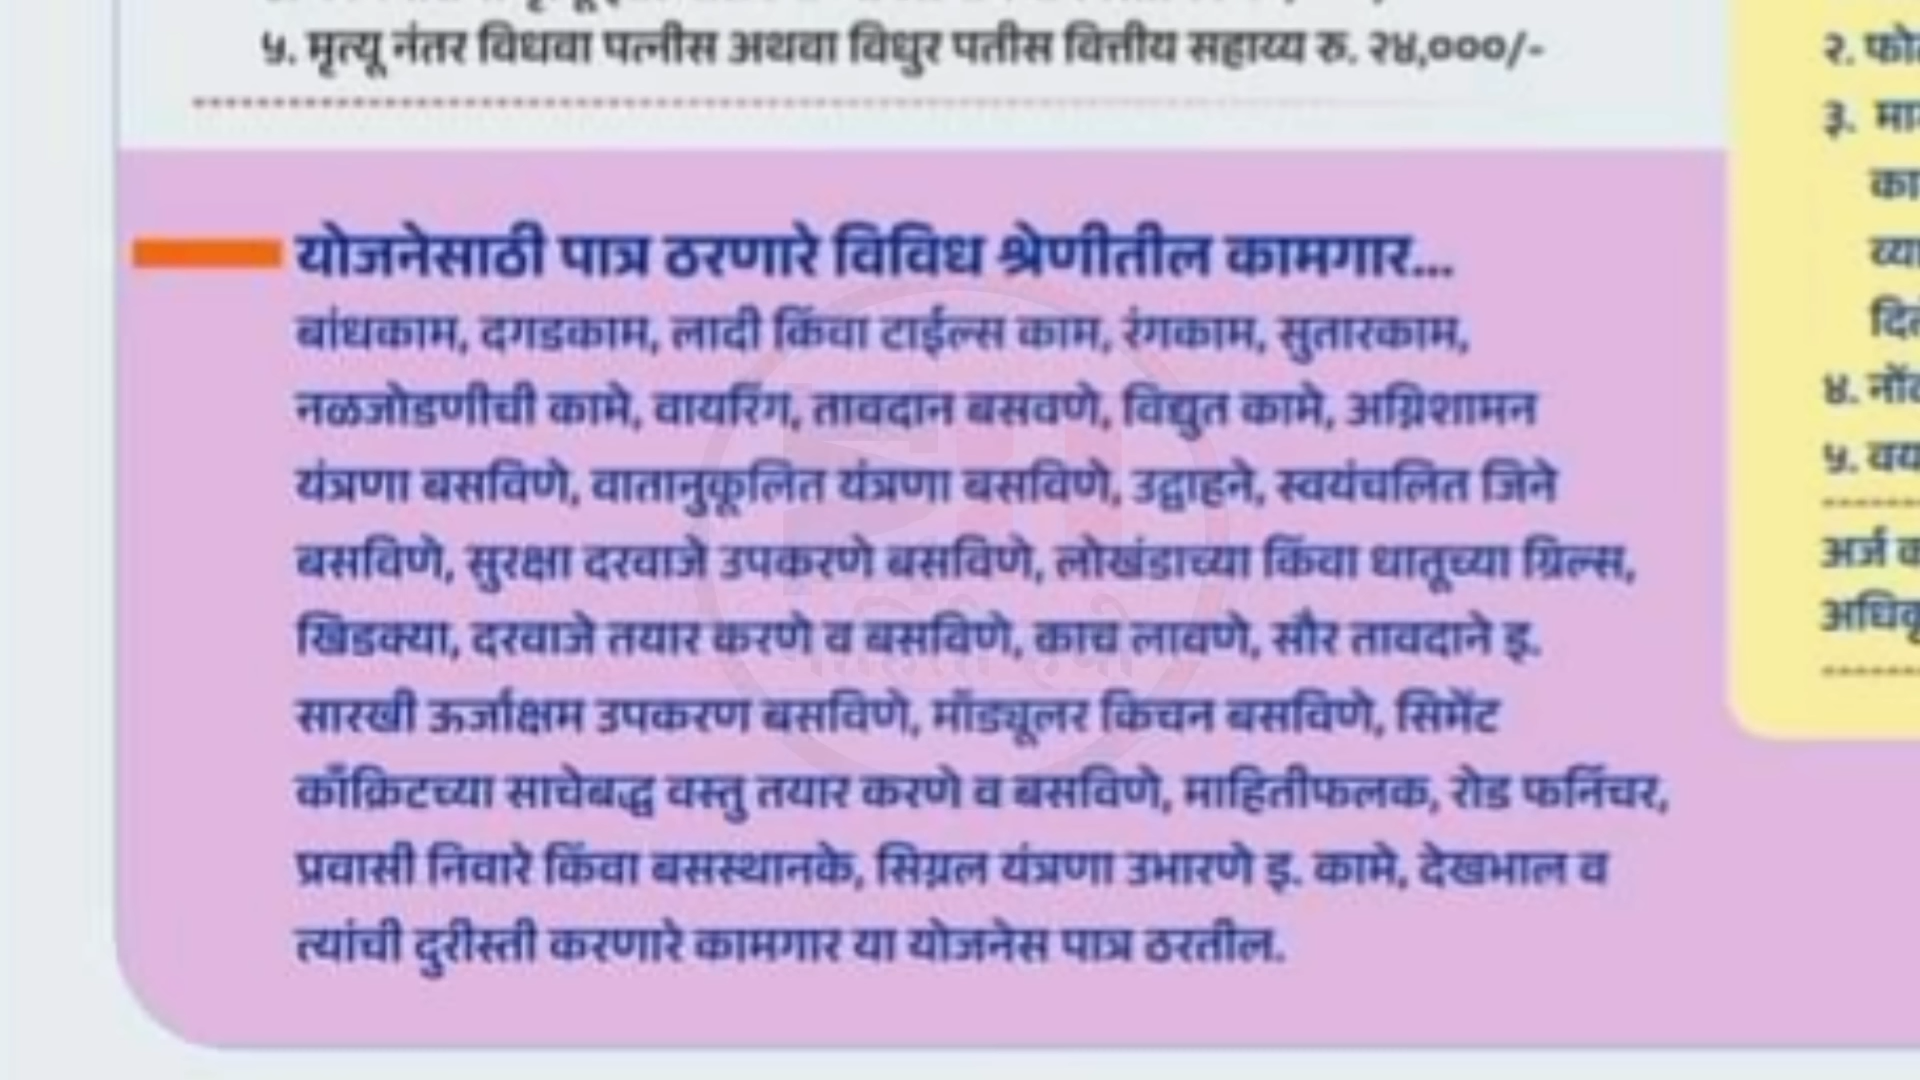 ५. मृत्यू नंतर विधवा पत्नीस अथवा विधुर पतीस वित्तीय सहाय्य रु. २४,०००/-
योजनेसाठी पात्र ठरणारे विविध श्रेणीतील कामगार...
बांधकाम, दगडकाम, लादी किंवा टाईल्स काम, रंगकाम, सुतारकाम,
नळजोडणीची कामे, वायरिंग, तावदान बसवणे, विद्युत कामे, अग्निशामन
यंत्रणा बसविणे, वातानुकूलित यंत्रणा बसविणे, उद्वाहने, स्वयंचलित जिने
बसविणे, सुरक्षा दरवाजे उपकरणे बसविणे, लोखंडाच्या किंवा धातूच्या ग्रिल्स,
खिडक्या, दरवाजे तयार करणे व बसविणे, काच लावणे, सौर तावदाने इ.
सारखी ऊर्जाक्षम उपकरण बसविणे, मॉड्यूलर किचन बसविणे, सिमेंट
काँक्रिटच्या साचेबद्ध वस्तु तयार करणे व बसविणे, माहितीफलक, रोड फर्निचर,
प्रवासी निवारे किंवा बसस्थानके, सिग्नल यंत्रणा उभारणे इ. कामे, देखभाल व
त्यांची दुरीस्ती करणारे कामगार या योजनेस पात्र ठरतील.
२.
३.
४.
५.
अर्ज